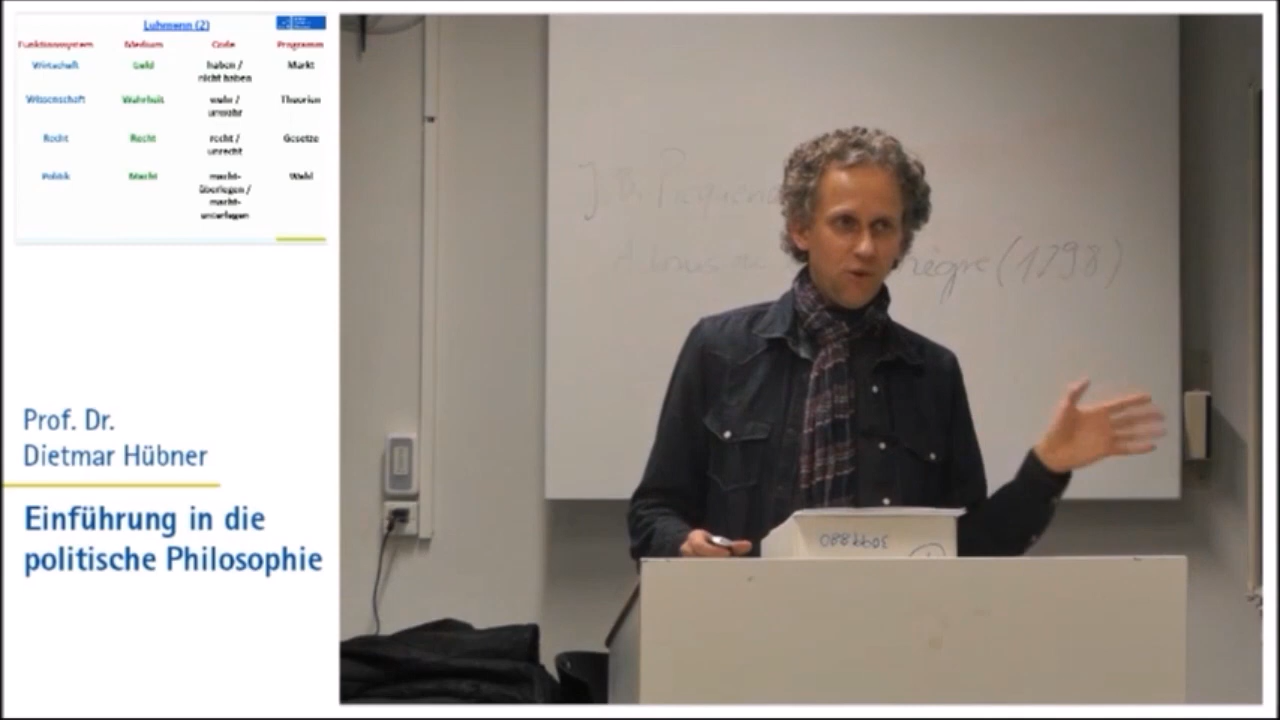 Luhmann (2)
Funktionssystem Medium Code Programm
Wirtschaft Geld haben / Markt
nicht haben
Wissenschaft Wahrheit wahr / Theorien
unwahr
Recht Recht recht / Gesetze
unrecht
Politik Macht macht- Wahl
überlegen /
macht-
unterlegen
Prof. Dr.
Dietmar Hübner
Einführung in die
politische Philosophie
nègre (1798)
3099880